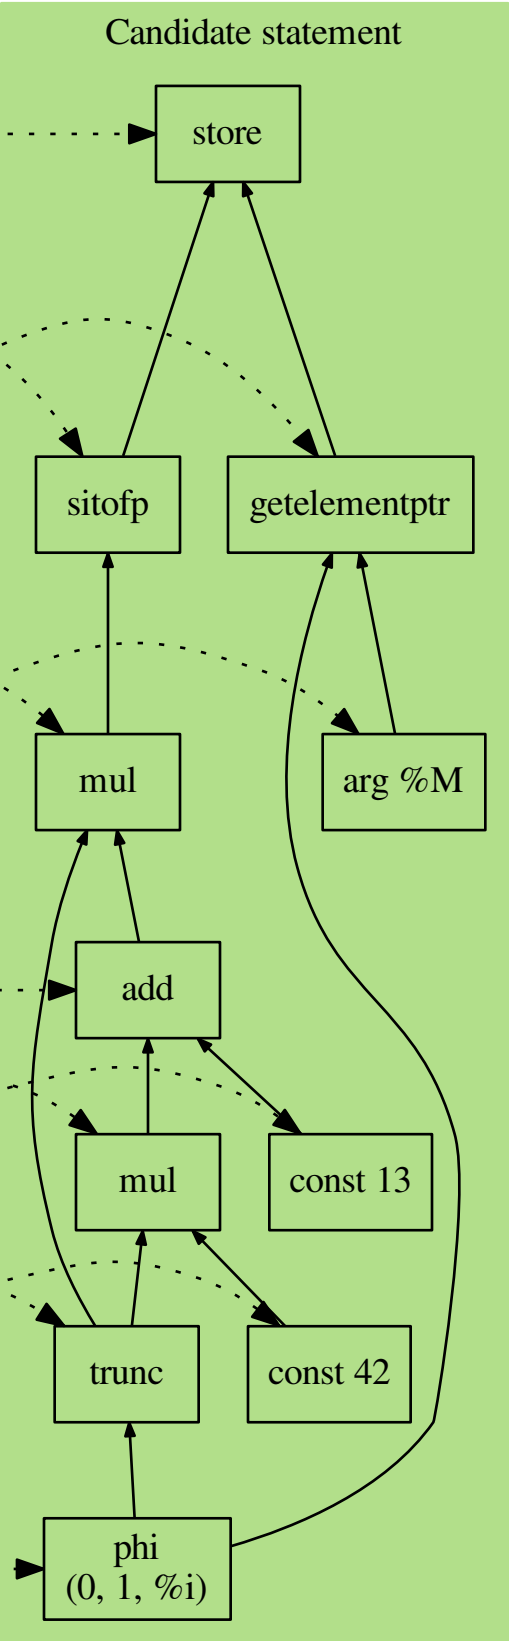 Candidate statement
store
sitofp
getelementptr
mul
arg %M
add
mul
const 13
trunc
const 42
phi
(0, 1, %i)